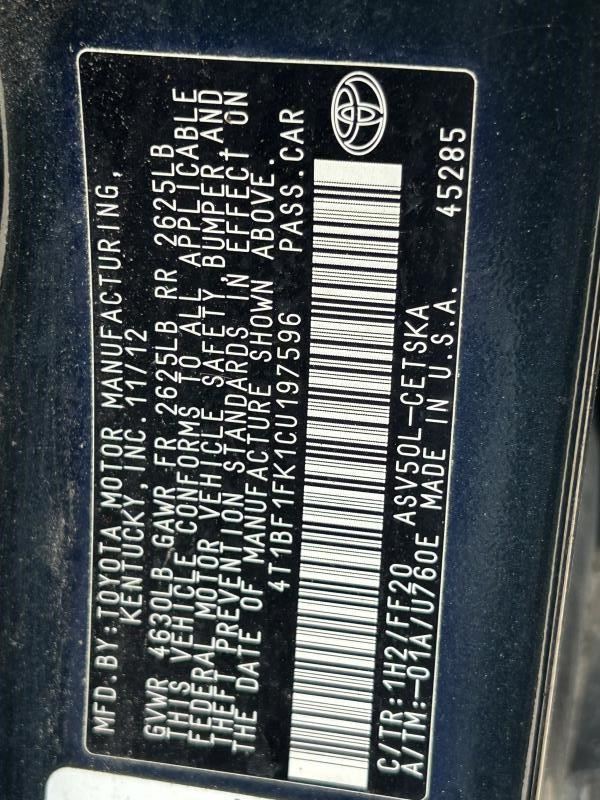 MFD.BY:TOYOTA MOTOR MANUFACTURING,
KENTUCKY, INC. 11/12
GVWR 4630LB GAWR FR 2625LB RR 2625LB
THIS VEHICLE CONFORMS TO ALL APPLICABLE
FEDERAL MOTOR VEHICLE SAFETY, BUMPER, AND
THEFT PREVENTION STANDARDS IN EFFECT ON
THE DATE OF MANUFACTURE SHOWN ABOVE.
4T1BF1FK1CU197596 PASS.CAR
C/TR:1H2/FF20 ASV50L-CETSKA
A/TM:-01A/U760E MADE IN U.S.A.
45285